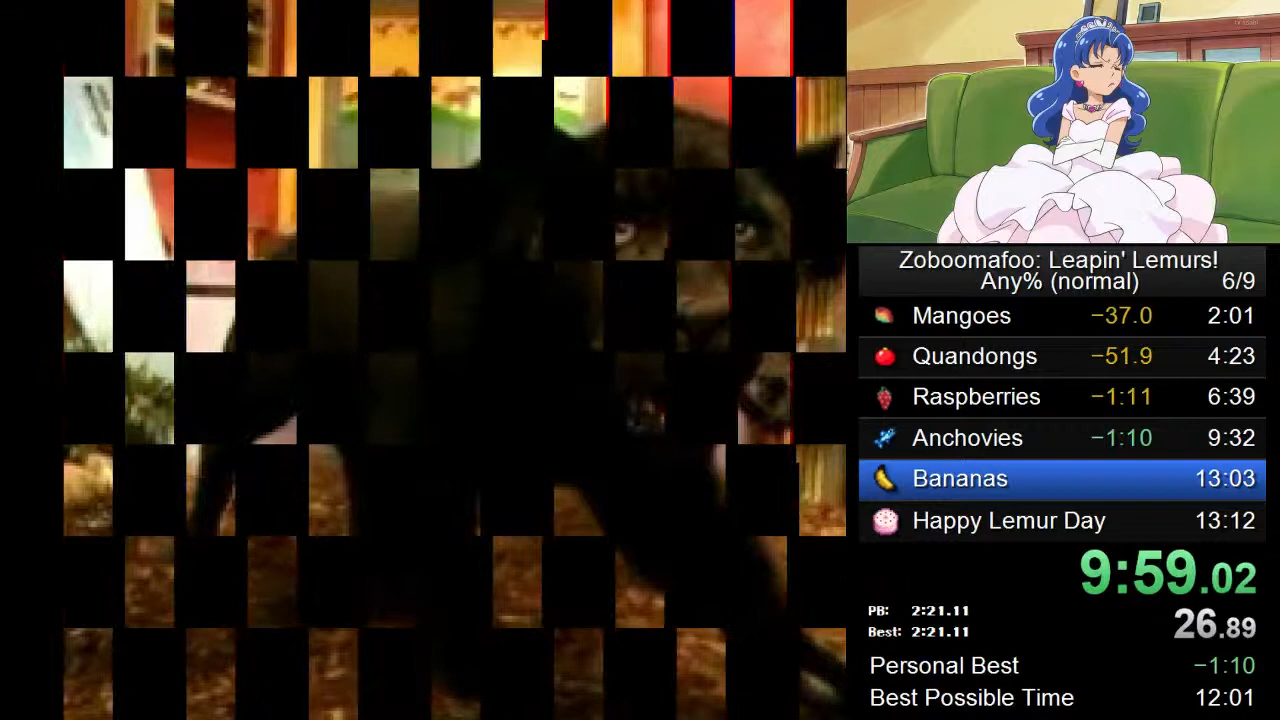 Zoboomafoo: Leapin' Lemurs!
Any% (normal) 6/9
Mangoes −37.0 2:01
Quandongs −51.9 4:23
Raspberries −1:11 6:39
Anchovies −1:10 9:32
Bananas 13:03
Happy Lemur Day 13:12
9:59.02
PB: 2:21.11
Best: 2:21.11
26.89
Personal Best −1:10
Best Possible Time 12:01